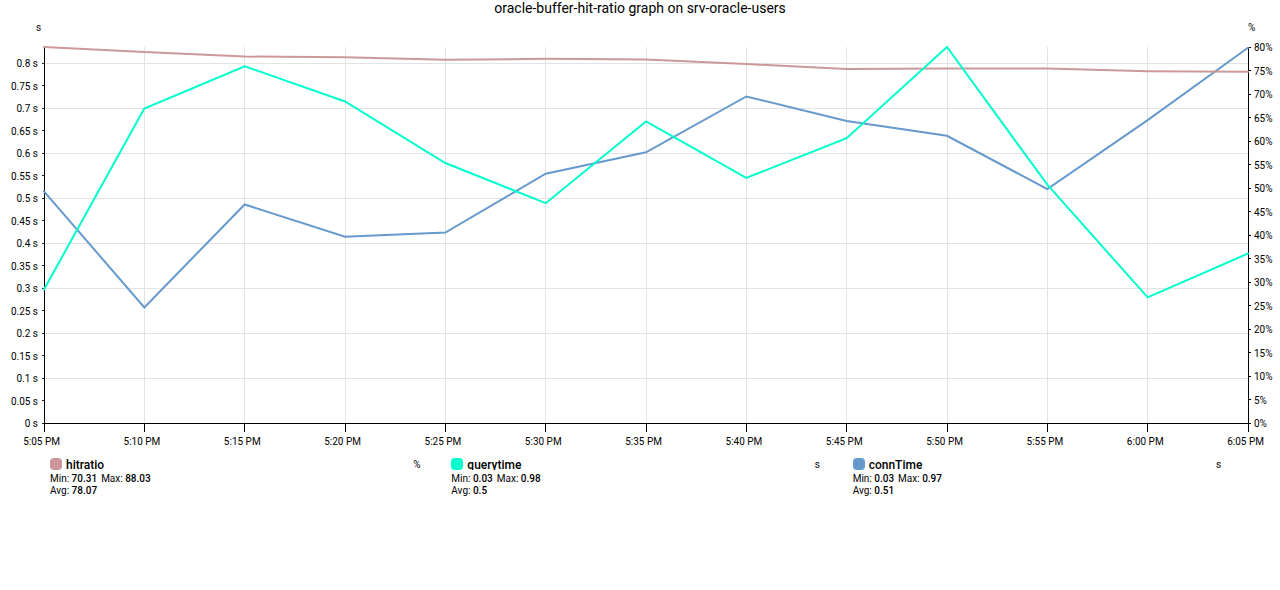 oracle-buffer-hit-ratio graph on srv-oracle-users
s %
0.8 s
0.75 s
0.7 s
0.65 s
0.6 s
0.55 s
0.5 s
0.45 s
0.4 s
0.35 s
0.3 s
0.25 s
0.2 s
0.15 s
0.1 s
0.05 s
0 s
80%
75%
70%
65%
60%
55%
50%
45%
40%
35%
30%
25%
20%
15%
10%
5%
0%
5:05 PM 5:10 PM 5:15 PM 5:20 PM 5:25 PM 5:30 PM 5:35 PM 5:40 PM 5:45 PM 5:50 PM 5:55 PM 6:00 PM 6:05 PM
hitratio %
Min: 70.31 Max: 88.03
Avg: 78.07
querytime s
Min: 0.03 Max: 0.98
Avg: 0.5
connTime s
Min: 0.03 Max: 0.97
Avg: 0.51